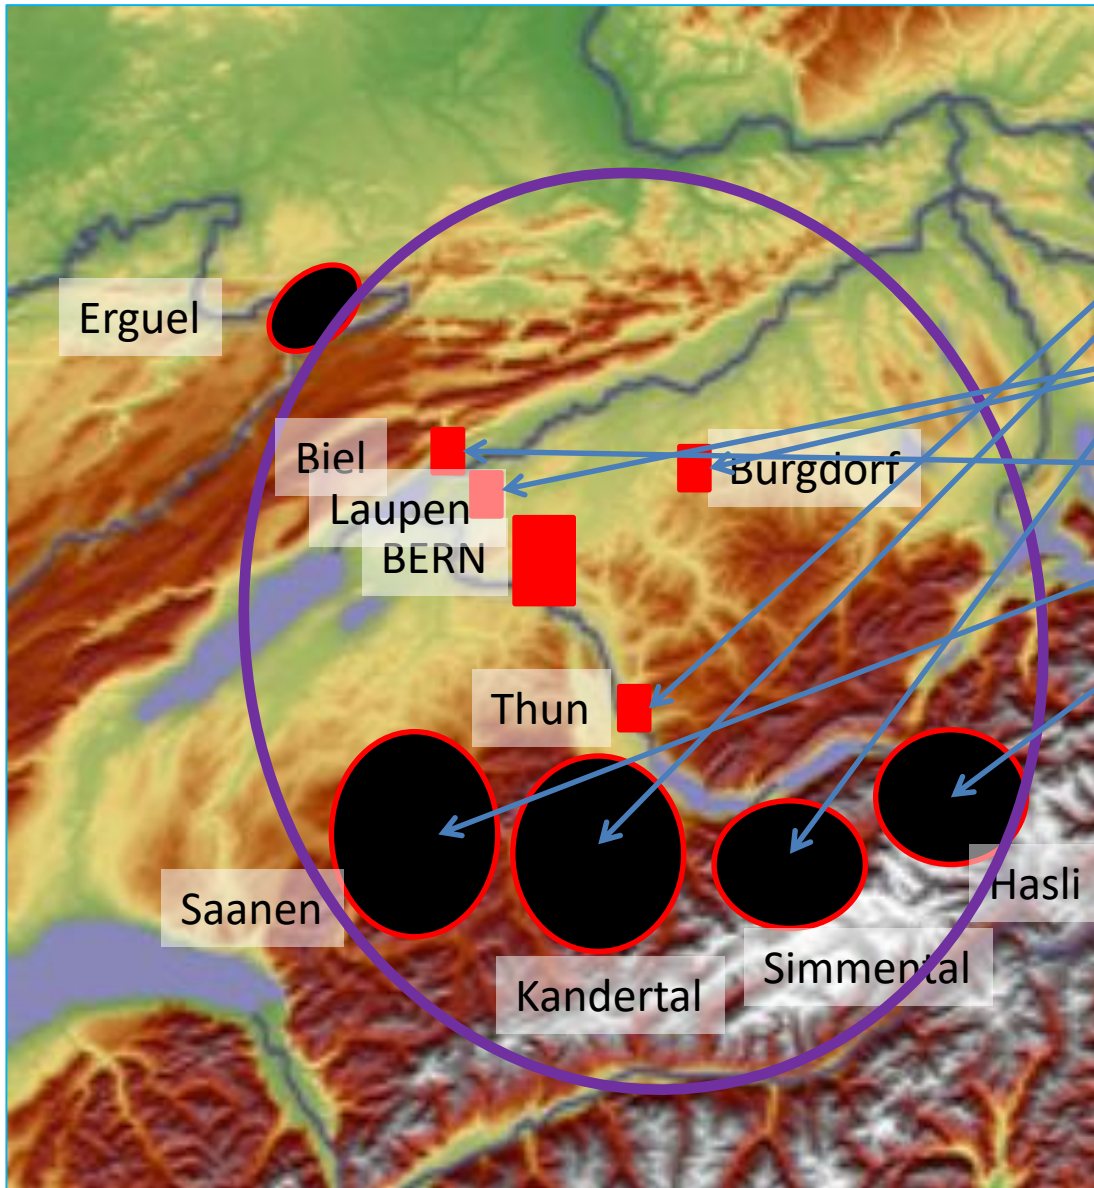 Erguel
Biel
Burgdorf
Laupen
BERN
Thun
Hasli
Saanen
Simmental
Kandertal